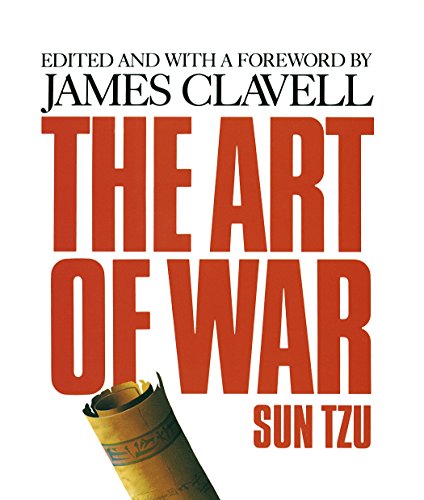 EDITED AND WITH A FOREWORD BY
JAMES CLAVELL
THE ART
OF WAR
SUN TZU